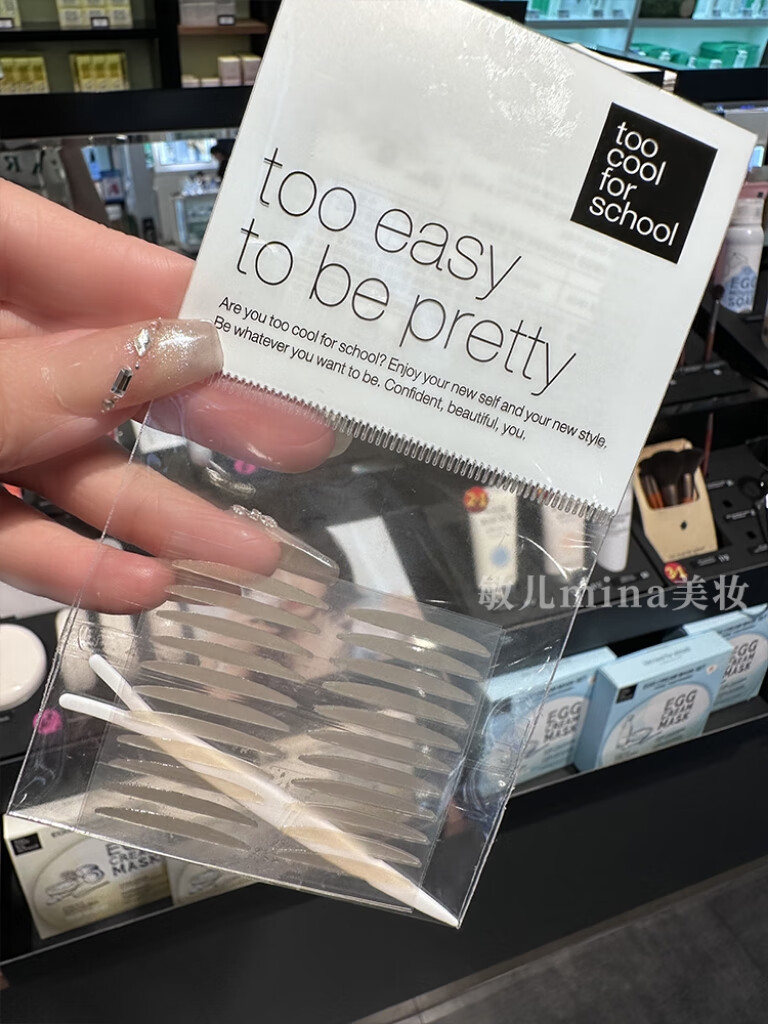 too
cool
for
school
too easy
to be pretty
Are you too cool for school? Enjoy your new self and your new style.
Be whatever you want to be. Confident, beautiful, you.
敏儿mina美妆
EGG
CREAM
MASK
EGG
CREAM
MASK
EGG